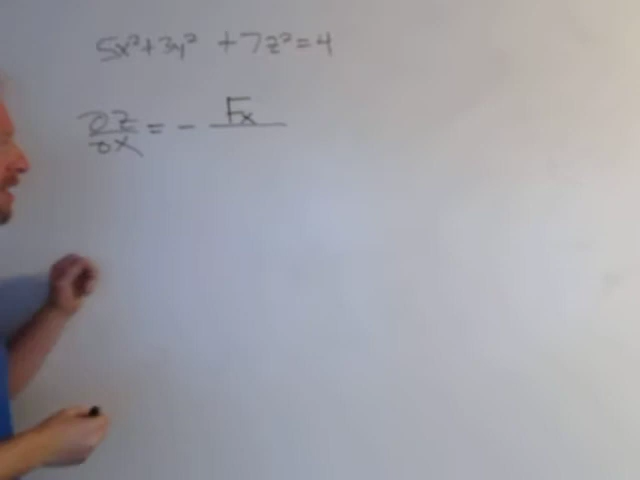 5x²+3y² +7z²=4
∂z/∂x = - Fx/